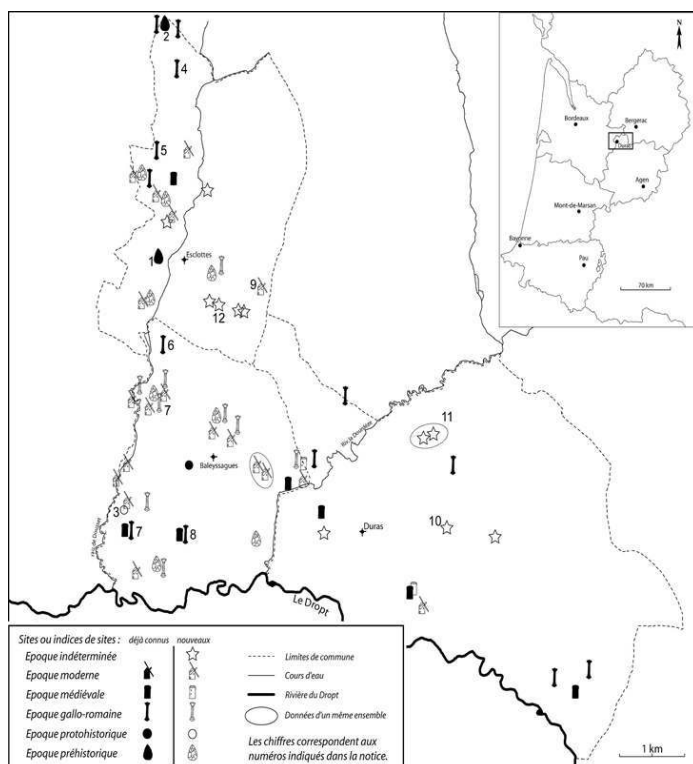 N
Bordeaux
Bergerac
Duras
Agen
Mont-de-Marsan
Bayonne
Pau
70 km
2
4
5
1
Esclottes
9
12
6
7
11
Baleyssagues
3
7
8
10
Duras
Le Dropt
Sites ou indices de sites : déjà connus nouveaux
Epoque indéterminée
Epoque moderne
Epoque médiévale
Epoque gallo-romaine
Epoque protohistorique
Epoque préhistorique
Limites de commune
Cours d'eau
Rivière du Dropt
Données d'un même ensemble
Les chiffres correspondent aux
numéros indiqués dans la notice.
1 km